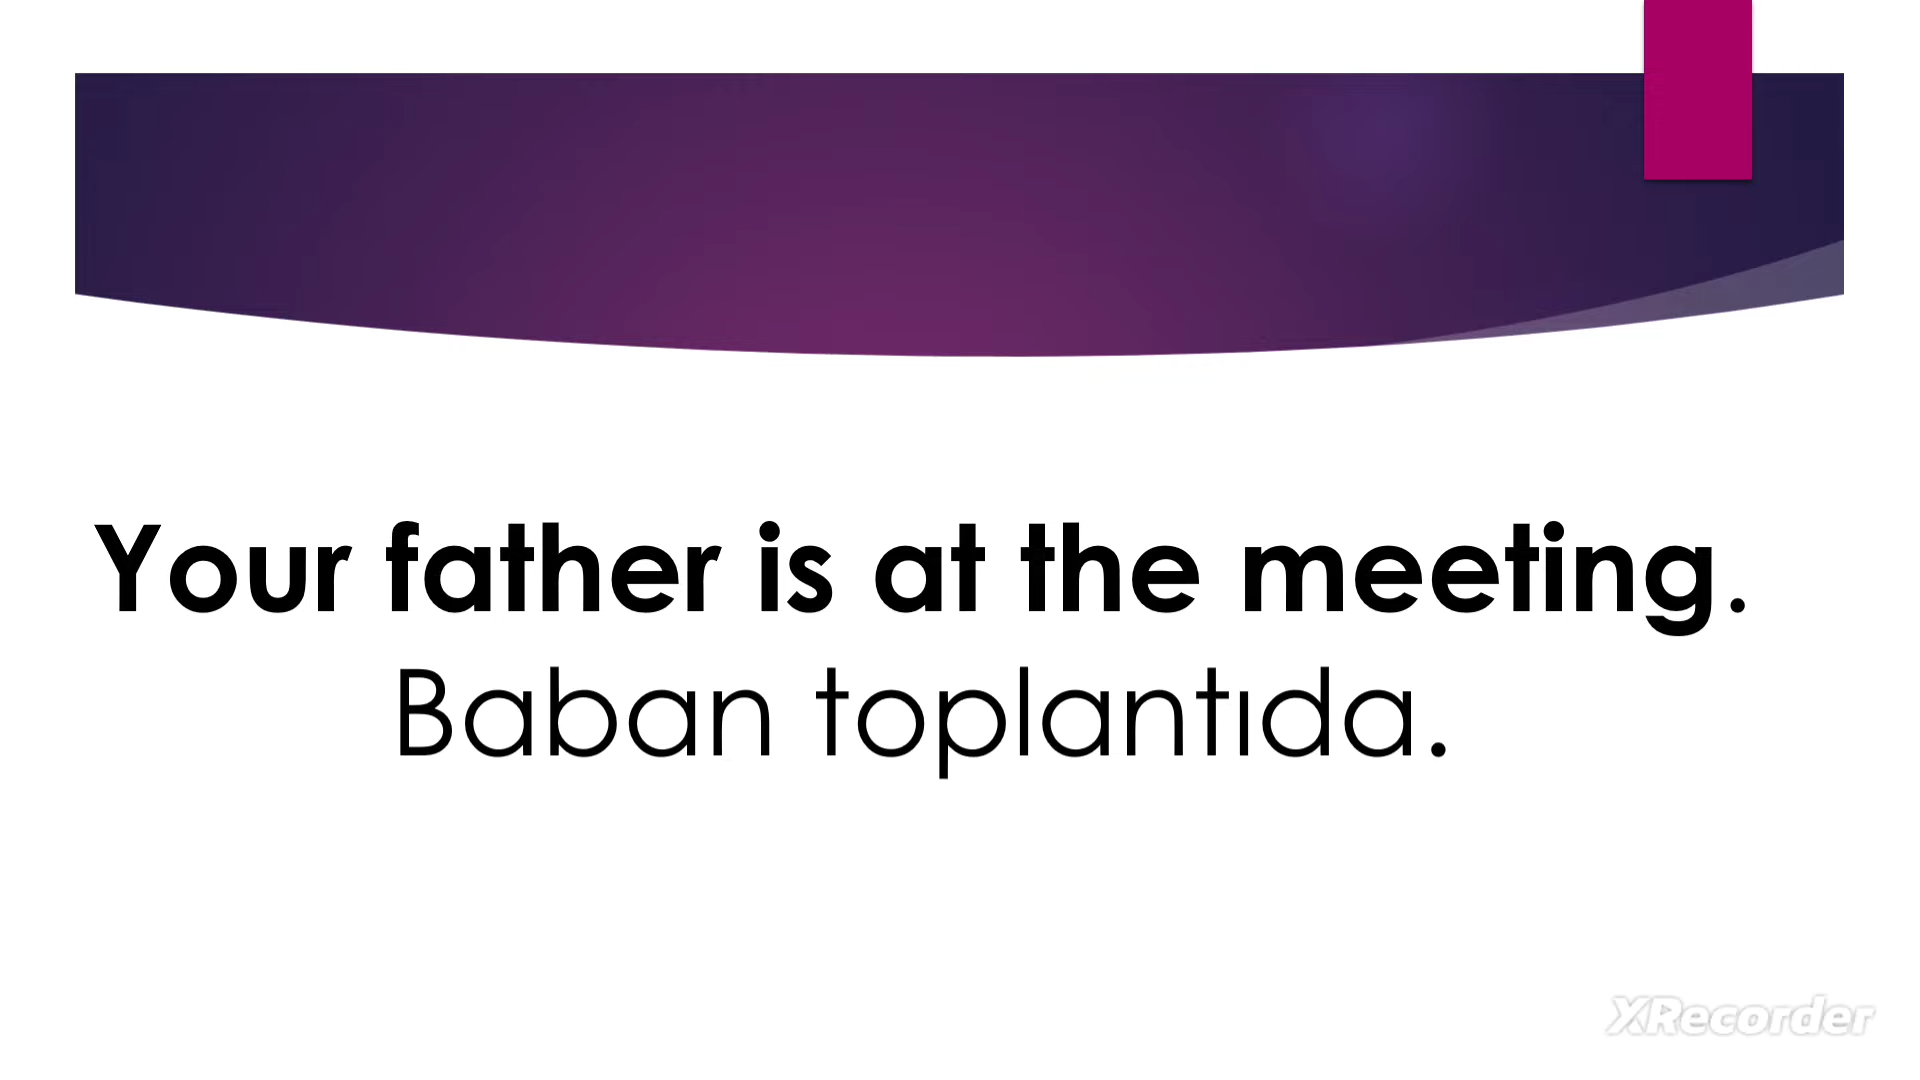 Your father is at the meeting.
Baban toplantıda.
XRecorder